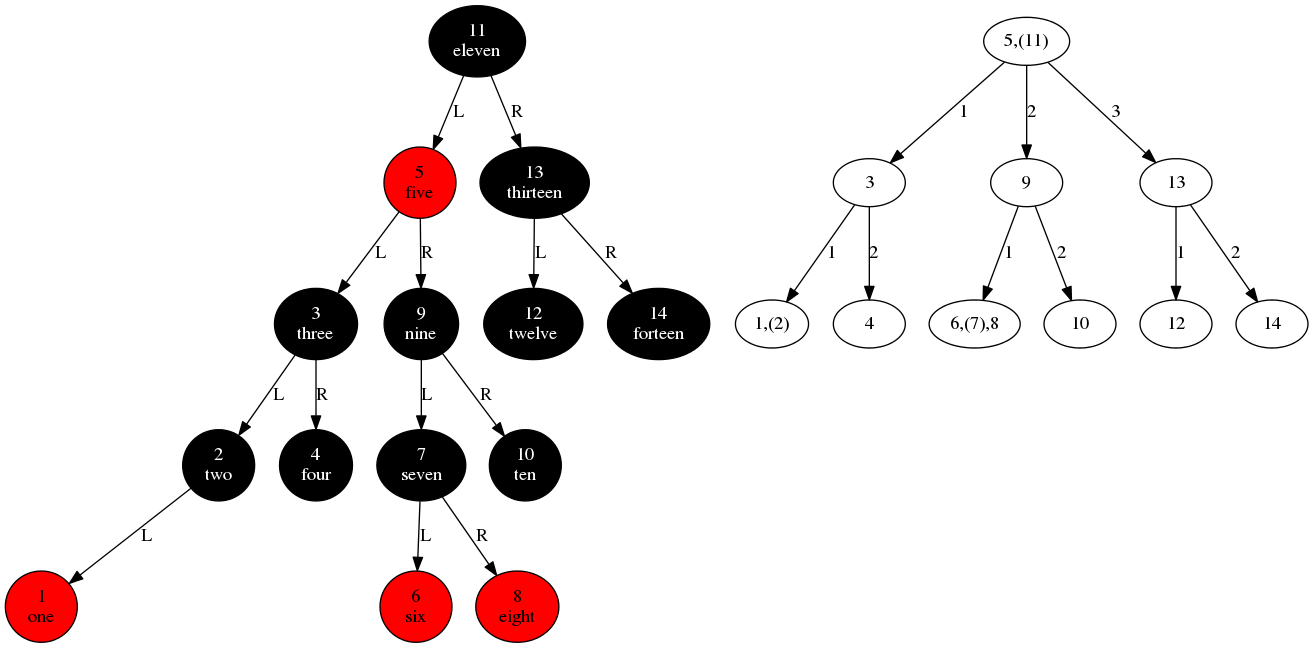 11
eleven
L
R
5
five
13
thirteen
L
R
L
R
3
three
9
nine
12
twelve
14
forteen
L
R
L
R
2
two
4
four
7
seven
10
ten
L
L
R
1
one
6
six
8
eight
5,(11)
1
2
3
3
9
13
1
2
1
2
1
2
1,(2)
4
6,(7),8
10
12
14